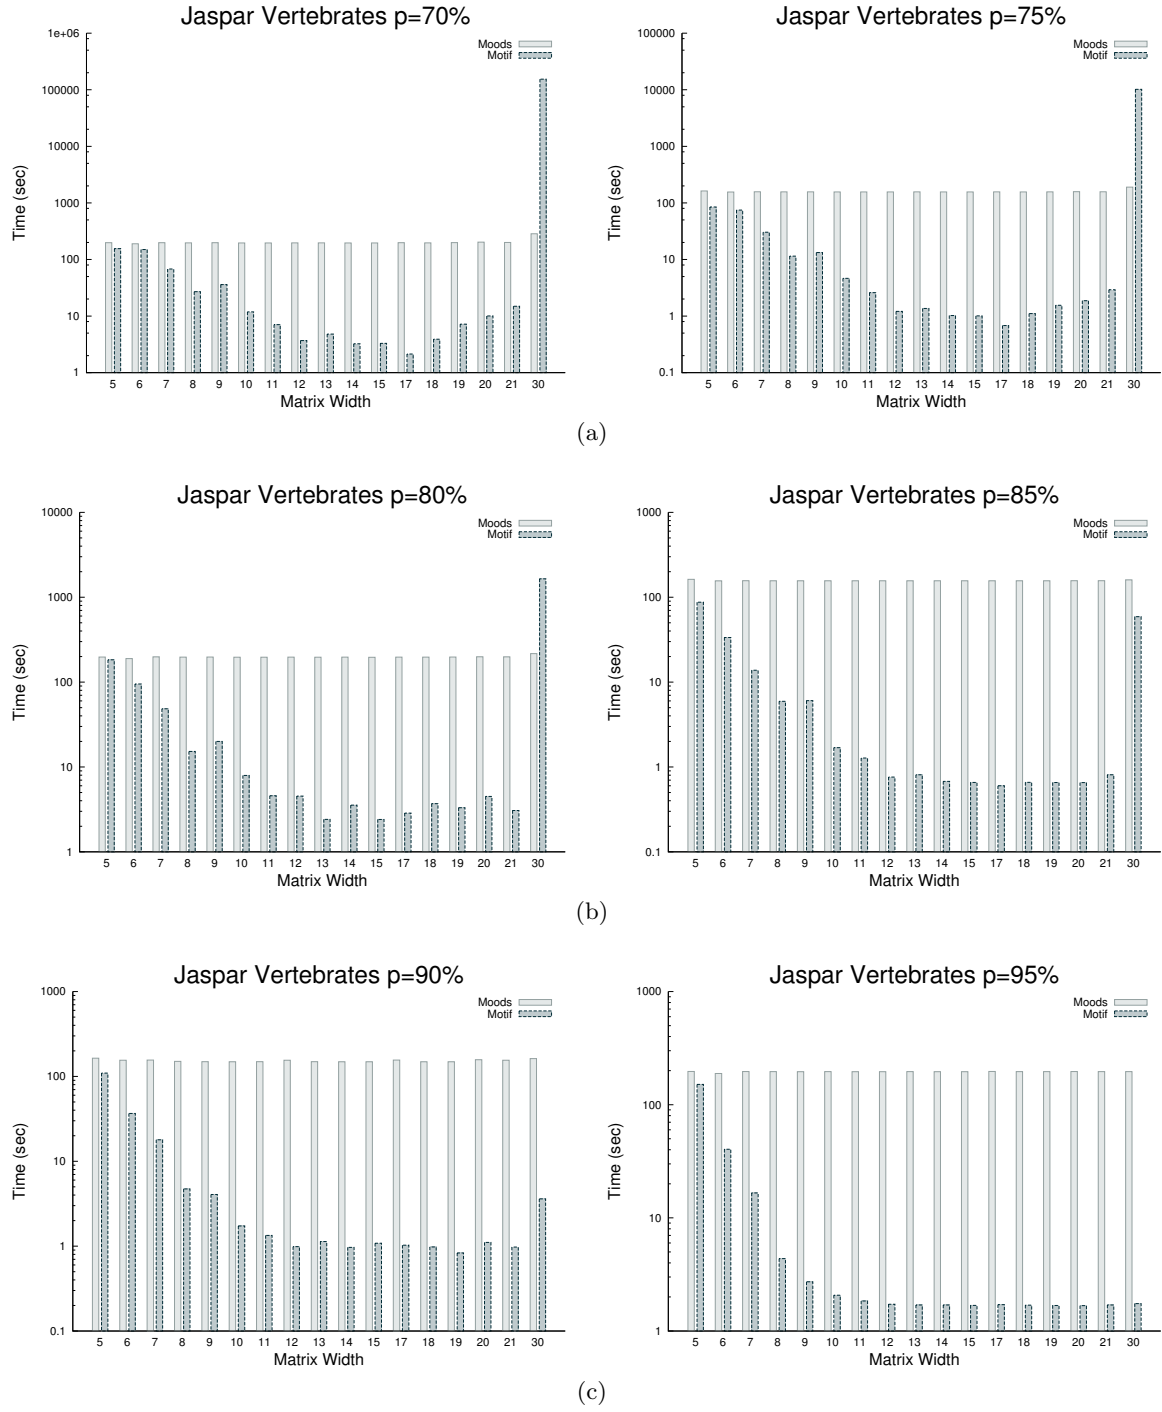 Jaspar Vertebrates p=70%
1e+06
100000
10000
1000
100
10
1
Time (sec)
Moods
Motif
5 6 7 8 9 10 11 12 13 14 15 17 18 19 20 21 30
Matrix Width
Jaspar Vertebrates p=75%
100000
10000
1000
100
10
1
0.1
Time (sec)
Moods
Motif
5 6 7 8 9 10 11 12 13 14 15 17 18 19 20 21 30
Matrix Width
(a)
Jaspar Vertebrates p=80%
10000
1000
100
10
1
Time (sec)
Moods
Motif
5 6 7 8 9 10 11 12 13 14 15 17 18 19 20 21 30
Matrix Width
Jaspar Vertebrates p=85%
1000
100
10
1
0.1
Time (sec)
Moods
Motif
5 6 7 8 9 10 11 12 13 14 15 17 18 19 20 21 30
Matrix Width
(b)
Jaspar Vertebrates p=90%
1000
100
10
1
0.1
Time (sec)
Moods
Motif
5 6 7 8 9 10 11 12 13 14 15 17 18 19 20 21 30
Matrix Width
Jaspar Vertebrates p=95%
1000
100
10
1
Time (sec)
Moods
Motif
5 6 7 8 9 10 11 12 13 14 15 17 18 19 20 21 30
Matrix Width
(c)